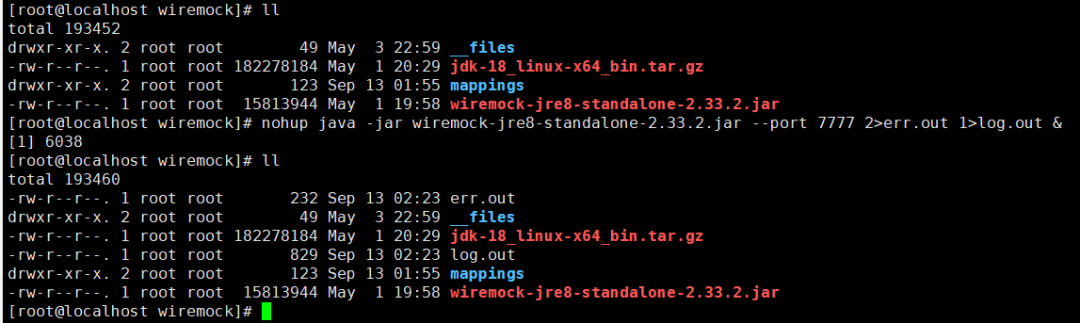 [root@localhost wiremock]# ll
total 193452
drwxr-xr-x. 2 root root        49 May  3 22:59 __files
-rw-r--r--. 1 root root 182278184 May  1 20:29 jdk-18_linux-x64_bin.tar.gz
drwxr-xr-x. 2 root root       123 Sep 13 01:55 mappings
-rw-r--r--. 1 root root  15813944 May  1 19:58 wiremock-jre8-standalone-2.33.2.jar
[root@localhost wiremock]# nohup java -jar wiremock-jre8-standalone-2.33.2.jar --port 7777 2>err.out 1>log.out &
[1] 6038
[root@localhost wiremock]# ll
total 193460
-rw-r--r--. 1 root root       232 Sep 13 02:23 err.out
drwxr-xr-x. 2 root root        49 May  3 22:59 __files
-rw-r--r--. 1 root root 182278184 May  1 20:29 jdk-18_linux-x64_bin.tar.gz
-rw-r--r--. 1 root root       829 Sep 13 02:23 log.out
drwxr-xr-x. 2 root root       123 Sep 13 01:55 mappings
-rw-r--r--. 1 root root  15813944 May  1 19:58 wiremock-jre8-standalone-2.33.2.jar
[root@localhost wiremock]#